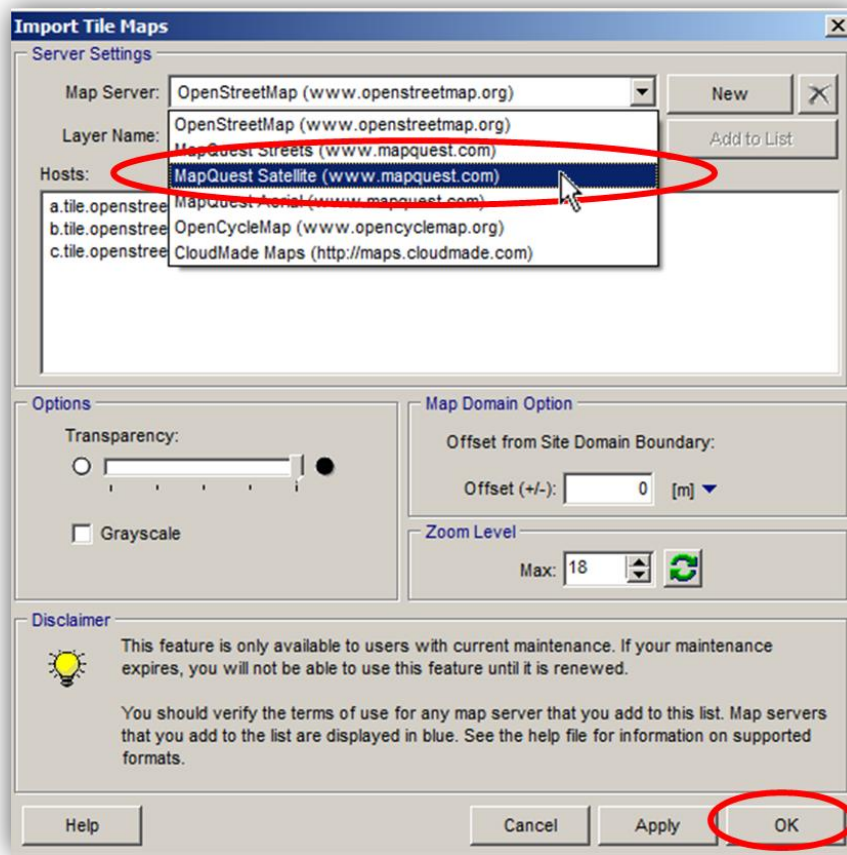 Import Tile Maps
Server Settings
Map Server: OpenStreetMap (www.openstreetmap.org) New
Layer Name: Add to List
OpenStreetMap (www.openstreetmap.org)
MapQuest Streets (www.mapquest.com)
Hosts:
MapQuest Satellite (www.mapquest.com)
MapQuest Aerial (www.mapquest.com)
OpenCycleMap (www.opencyclemap.org)
CloudMade Maps (http://maps.cloudmade.com)
a.tile.openstree
b.tile.openstree
c.tile.openstree
Options
Transparency:
Grayscale
Map Domain Option
Offset from Site Domain Boundary:
Offset (+/-): 0 [m]
Zoom Level
Max: 18
Disclaimer
This feature is only available to users with current maintenance. If your maintenance
expires, you will not be able to use this feature until it is renewed.
You should verify the terms of use for any map server that you add to this list. Map servers
that you add to the list are displayed in blue. See the help file for information on supported
formats.
Help Cancel Apply OK